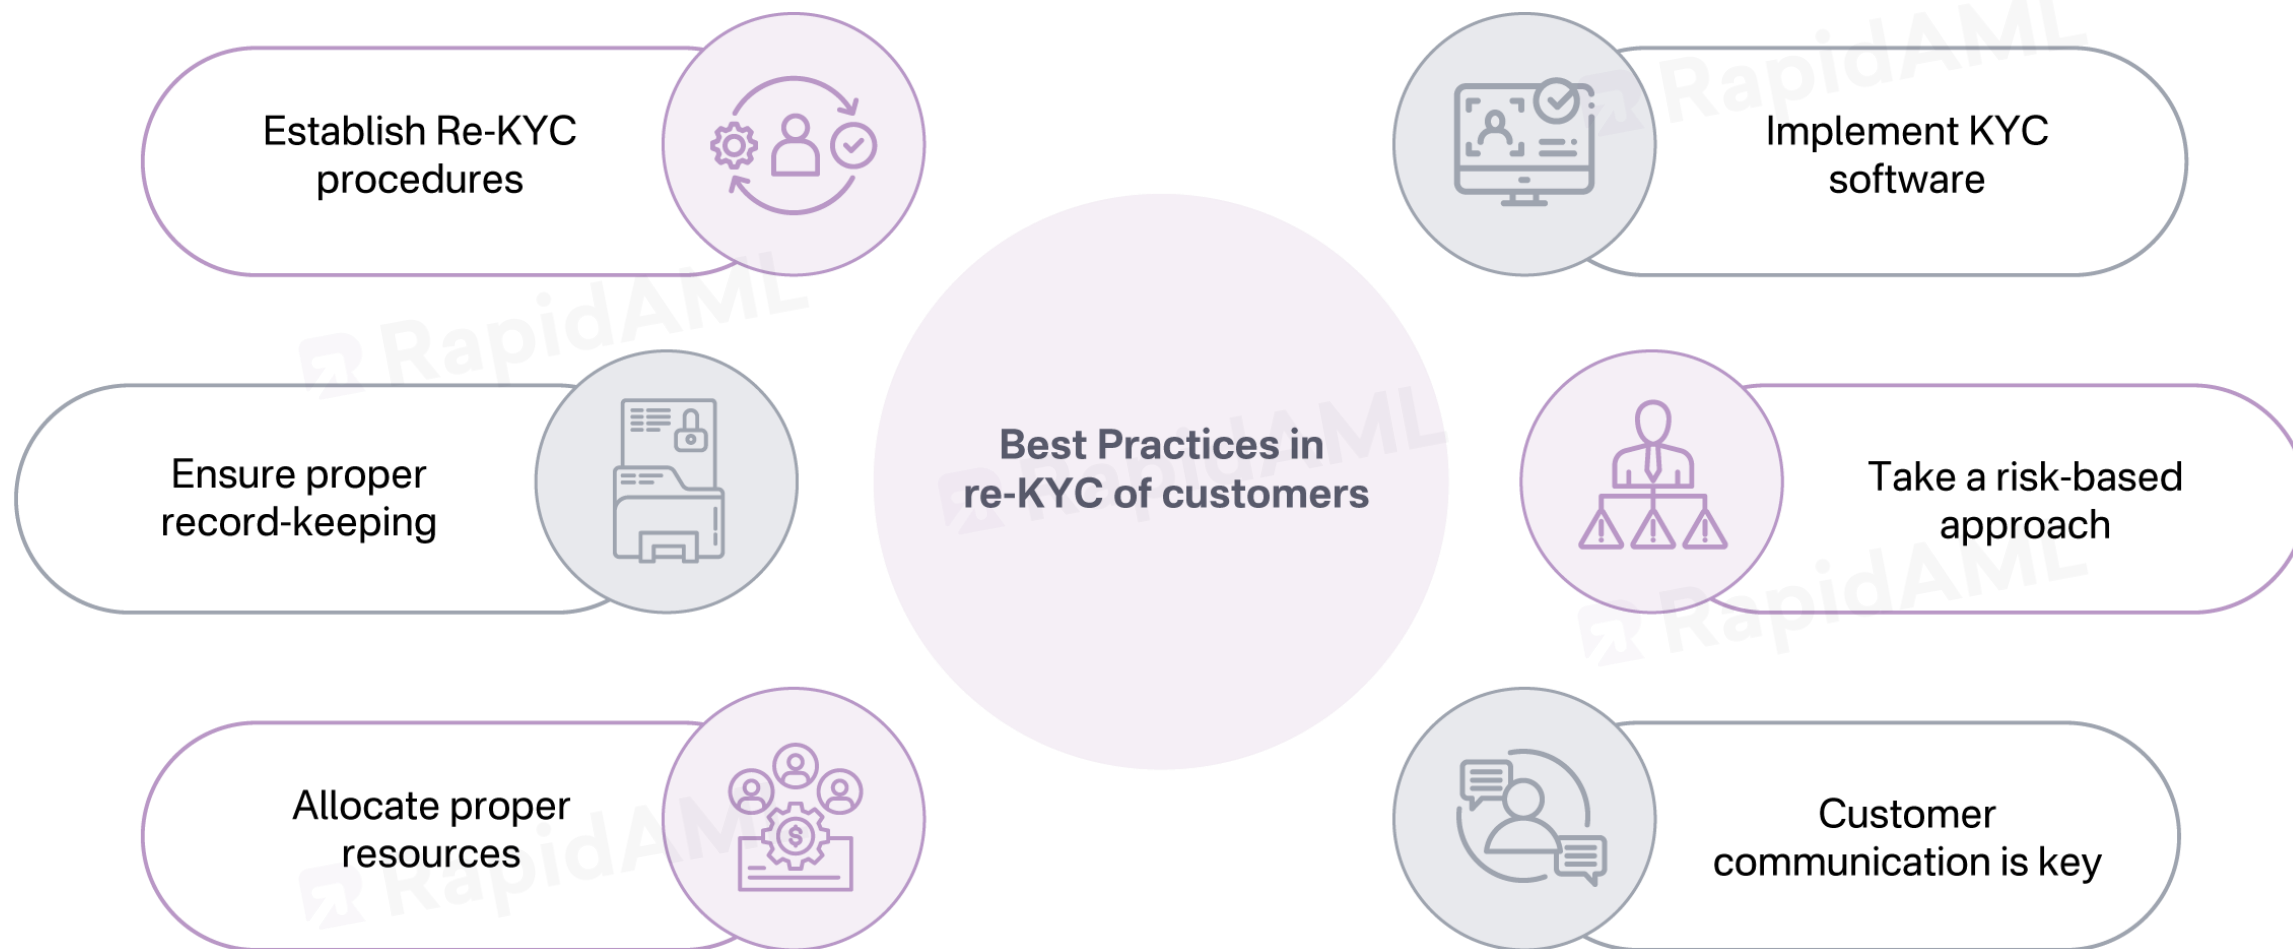 Establish Re-KYC
procedures
Implement KYC
software
Ensure proper
record-keeping
Best Practices in
re-KYC of customers
Take a risk-based
approach
Allocate proper
resources
Customer
communication is key
RapidAML
RapidAML
RapidAML
RapidAML
RapidAML